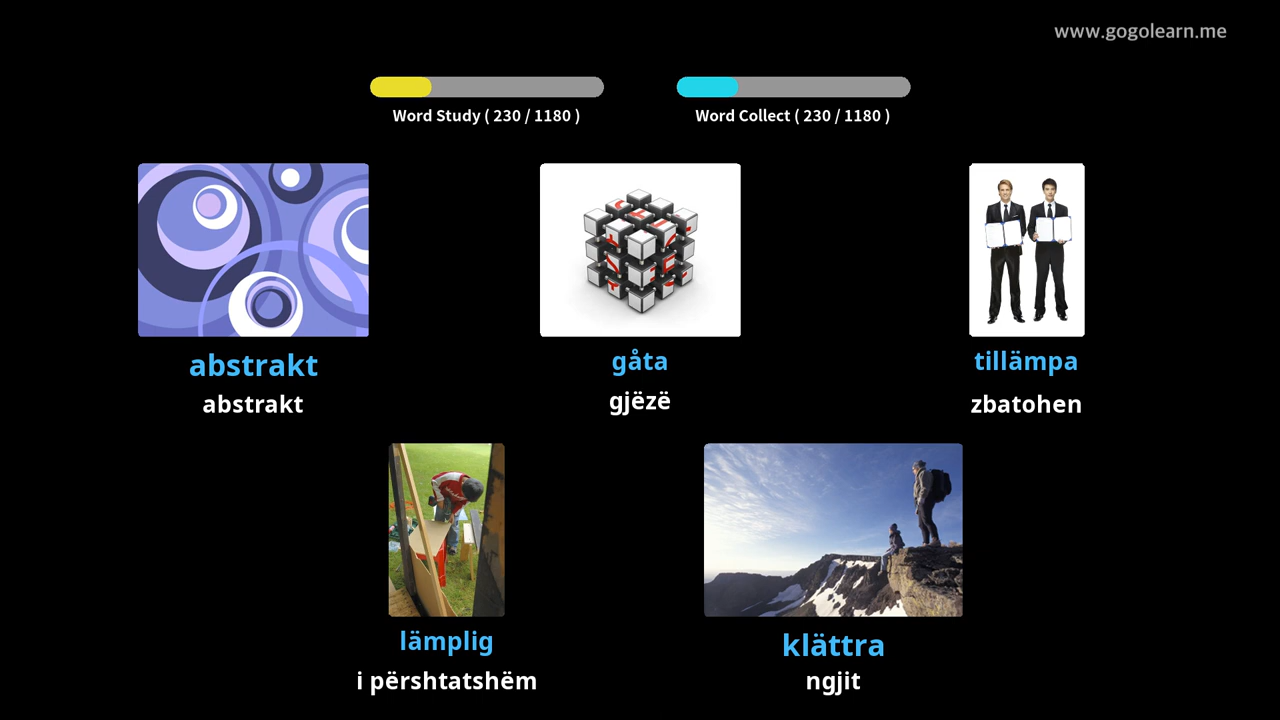 www.gogolearn.me
Word Study ( 230 / 1180 )
Word Collect ( 230 / 1180 )
abstrakt
abstrakt
gåta
gjëzë
tillämpa
zbatohen
lämplig
i përshtatshëm
klättra
ngjit